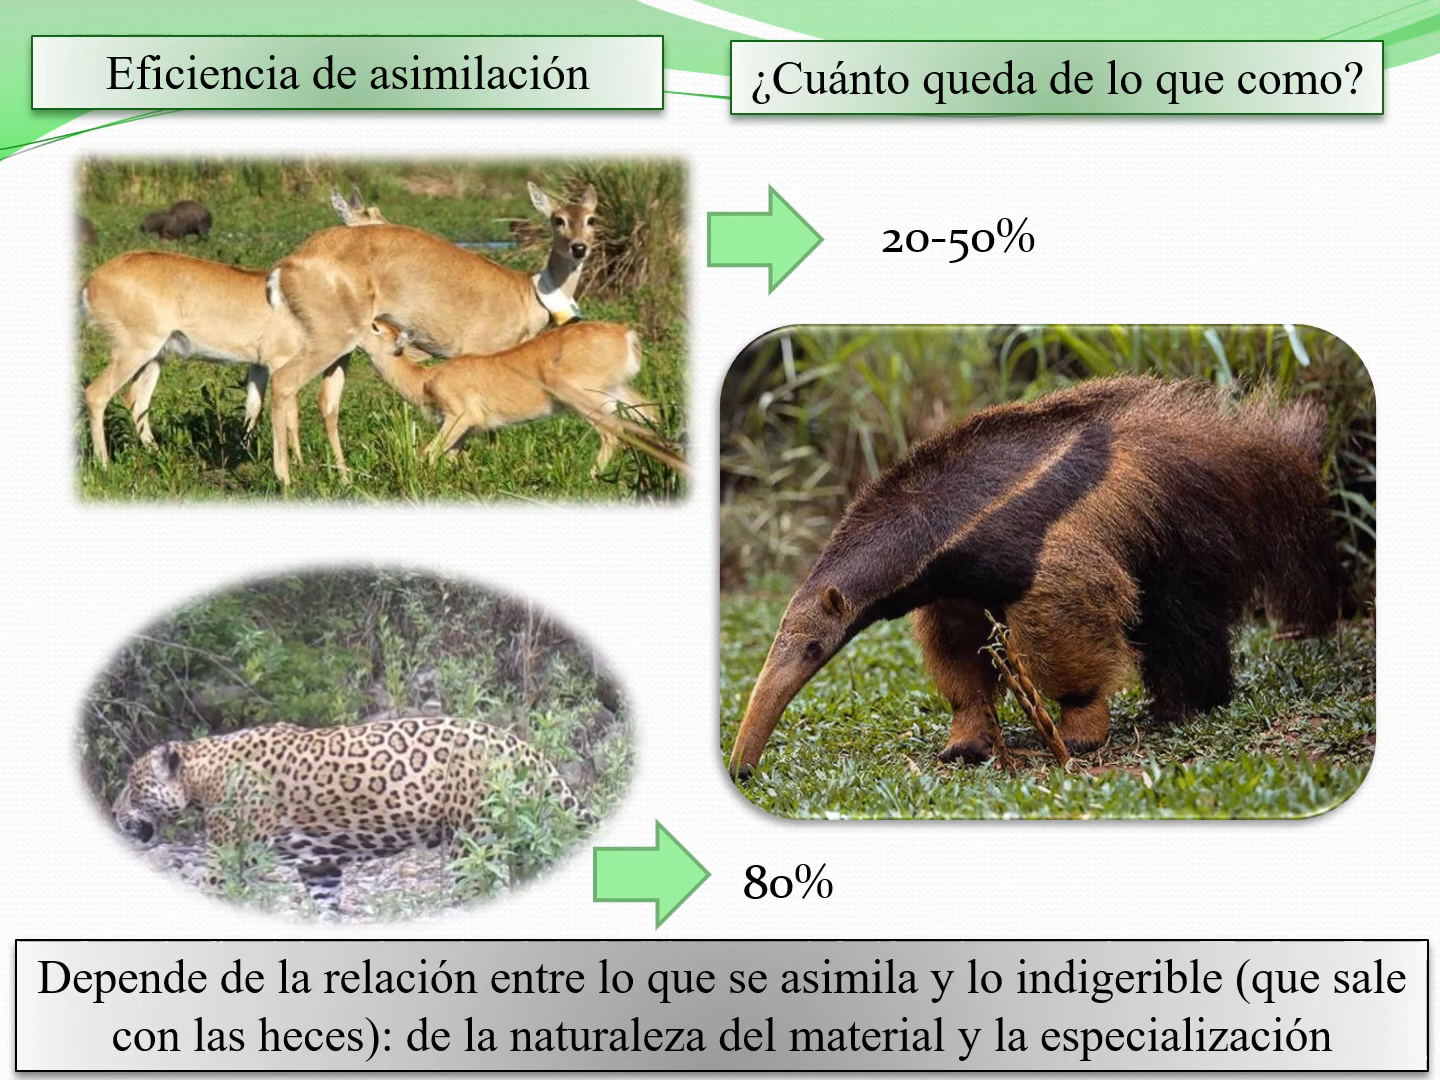 Eficiencia de asimilación
¿Cuánto queda de lo que como?
20-50%
80%
Depende de la relación entre lo que se asimila y lo indigerible (que sale
con las heces): de la naturaleza del material y la especialización